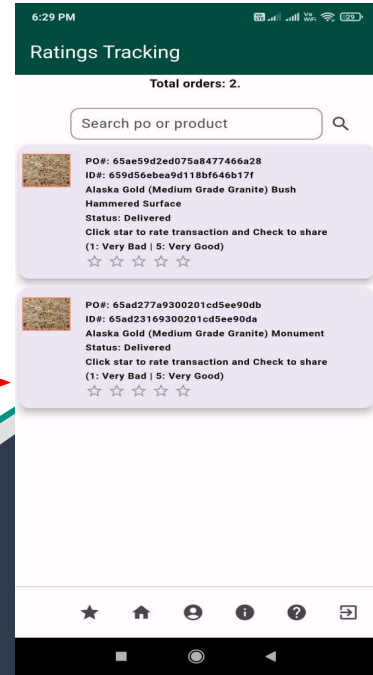 6:29 PM
Ratings Tracking
Total orders: 2.
Search po or product
PO#: 65ae59d2ed075a8477466a28
ID#: 659d56ebea9d118bf646b17f
Alaska Gold (Medium Grade Granite) Bush
Hammered Surface
Status: Delivered
Click star to rate transaction and Check to share
(1: Very Bad | 5: Very Good)
PO#: 65ad277a9300201cd5ee90db
ID#: 65ad23169300201cd5ee90da
Alaska Gold (Medium Grade Granite) Monument
Status: Delivered
Click star to rate transaction and Check to share
(1: Very Bad | 5: Very Good)